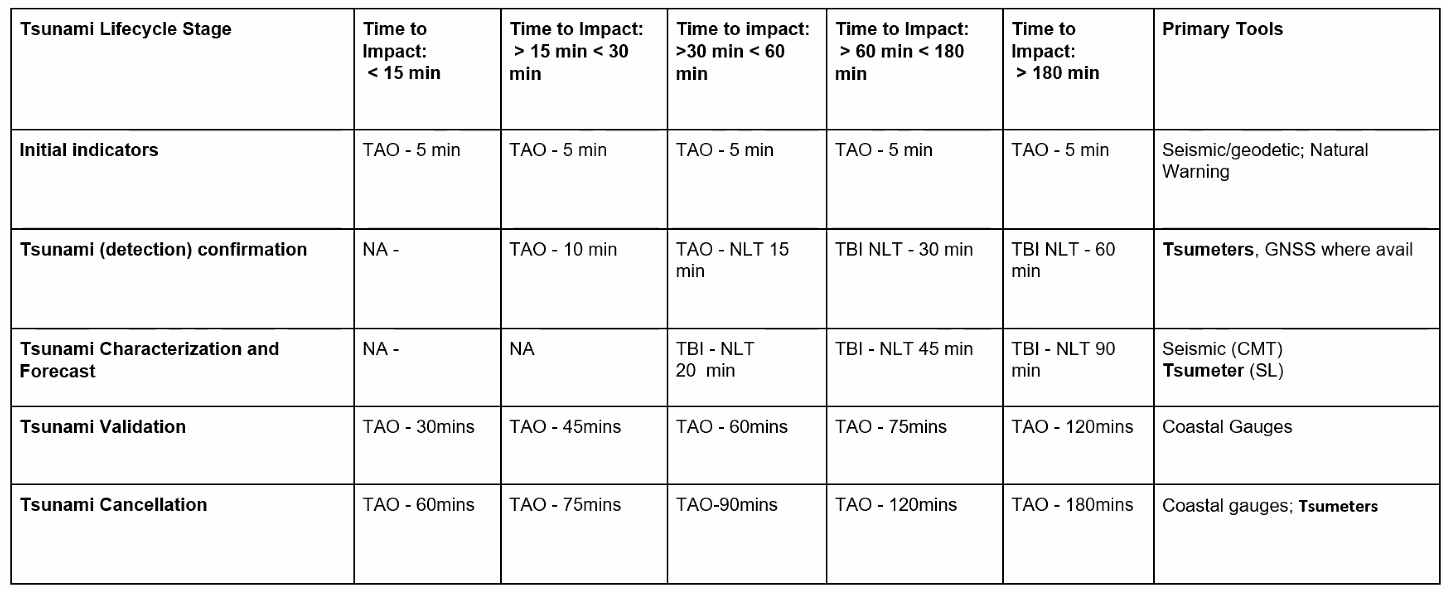 Tsunami Lifecycle Stage
Time to
Impact:
< 15 min
Time to Impact:
> 15 min < 30
min
Time to impact:
>30 min < 60
min
Time to Impact:
> 60 min < 180
min
Time to
Impact:
> 180 min
Primary Tools
Initial indicators
TAO - 5 min
TAO - 5 min
TAO - 5 min
TAO - 5 min
TAO - 5 min
Seismic/geodetic; Natural
Warning
Tsunami (detection) confirmation
NA -
TAO - 10 min
TAO - NLT 15
min
TBI NLT - 30 min
TBI NLT - 60
min
Tsumeters, GNSS where avail
Tsunami Characterization and
Forecast
NA -
NA
TBI - NLT
20 min
TBI - NLT 45 min
TBI - NLT 90
min
Seismic (CMT)
Tsumeter (SL)
Tsunami Validation
TAO - 30mins
TAO - 45mins
TAO - 60mins
TAO - 75mins
TAO - 120mins
Coastal Gauges
Tsunami Cancellation
TAO - 60mins
TAO - 75mins
TAO-90mins
TAO - 120mins
TAO - 180mins
Coastal gauges; Tsumeters